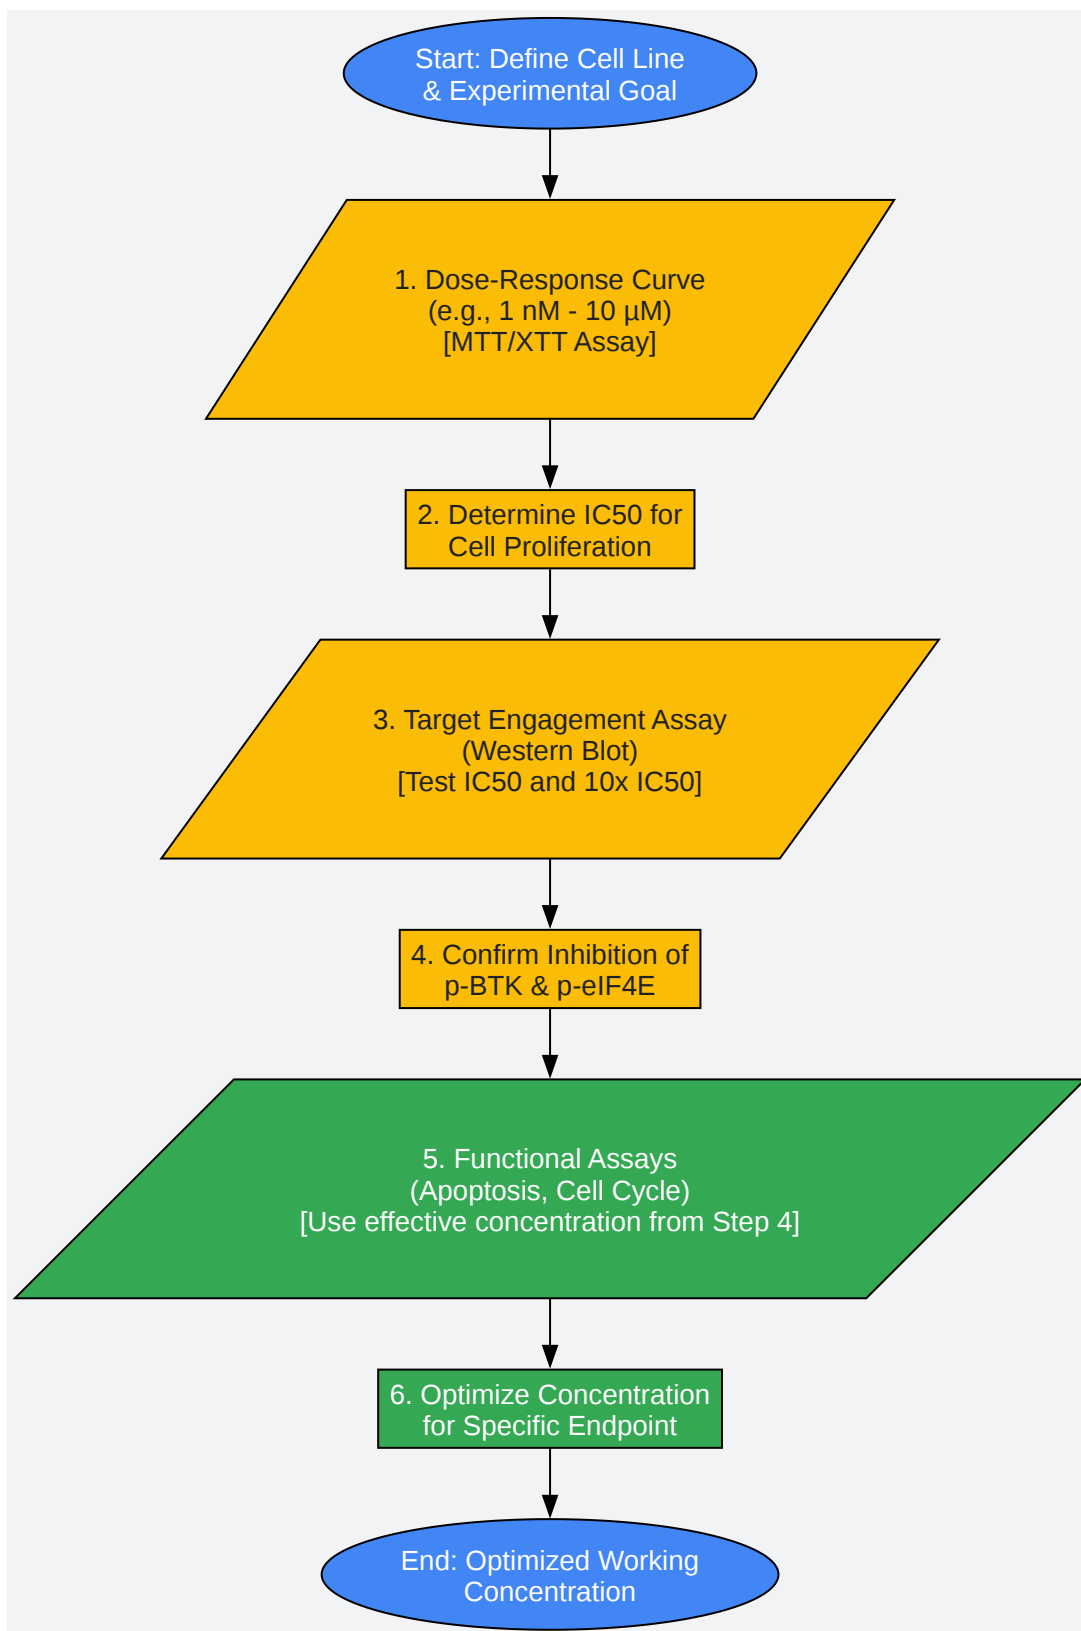 Start: Define Cell Line
& Experimental Goal
1. Dose-Response Curve
(e.g., 1 nM - 10 µM)
[MTT/XTT Assay]
2. Determine IC50 for
Cell Proliferation
3. Target Engagement Assay
(Western Blot)
[Test IC50 and 10x IC50]
4. Confirm Inhibition of
p-BTK & p-eIF4E
5. Functional Assays
(Apoptosis, Cell Cycle)
[Use effective concentration from Step 4]
6. Optimize Concentration
for Specific Endpoint
End: Optimized Working
Concentration